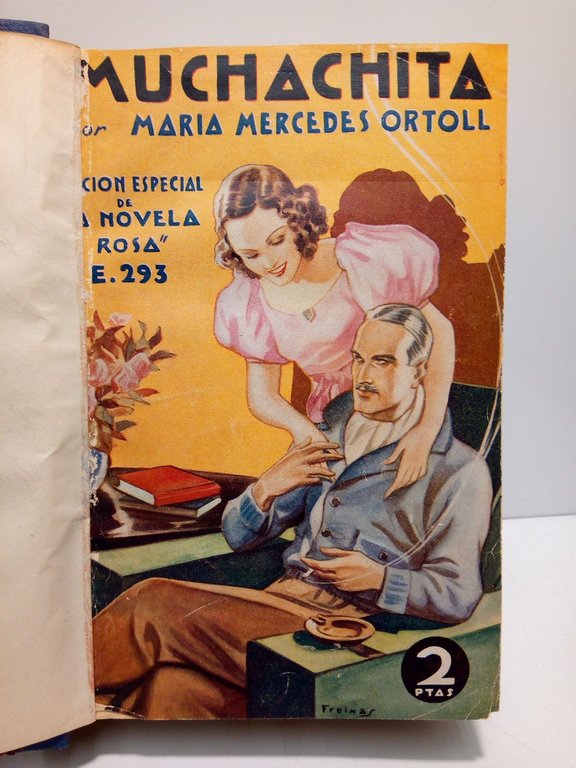 MUCHACHITA
or MARIA MERCEDES ORTOLL
CION ESPECIAL
DE
A NOVELA
ROSA"
E. 293
2
PTAS
Freixas